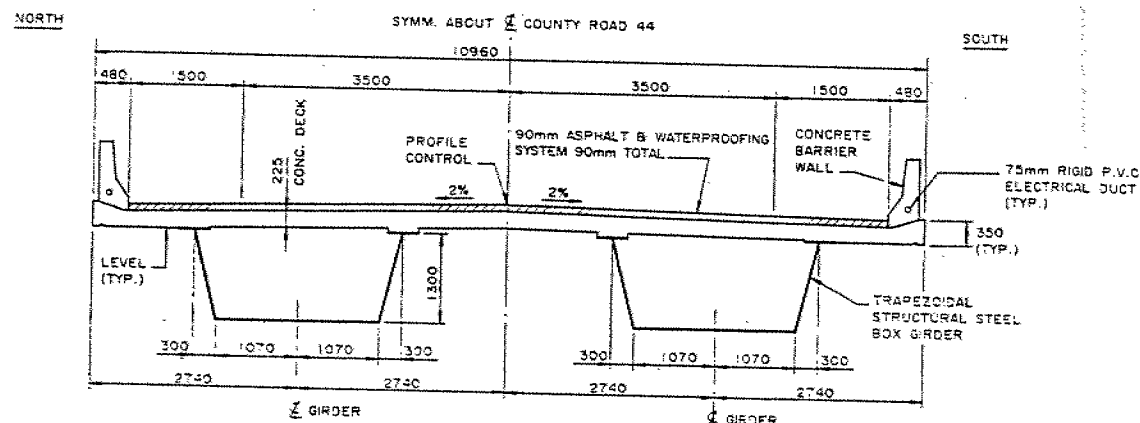 NORTH
SYMM. ABOUT ℄ COUNTY ROAD 44
SOUTH
10960
480
1500
3500
3500
1500
480
225
CONC. DECK
PROFILE
CONTROL
90mm ASPHALT & WATERPROOFING
SYSTEM 90mm TOTAL
CONCRETE
BARRIER
WALL
75mm RIGID P.V.C
ELECTRICAL DUCT
(TYP.)
2%
2%
350
(TYP.)
LEVEL
(TYP.)
1300
TRAPEZOIDAL
STRUCTURAL STEEL
BOX GIRDER
300
1070
1070
300
300
1070
1070
300
2740
2740
2740
2740
℄ GIRDER
℄ GIRDER